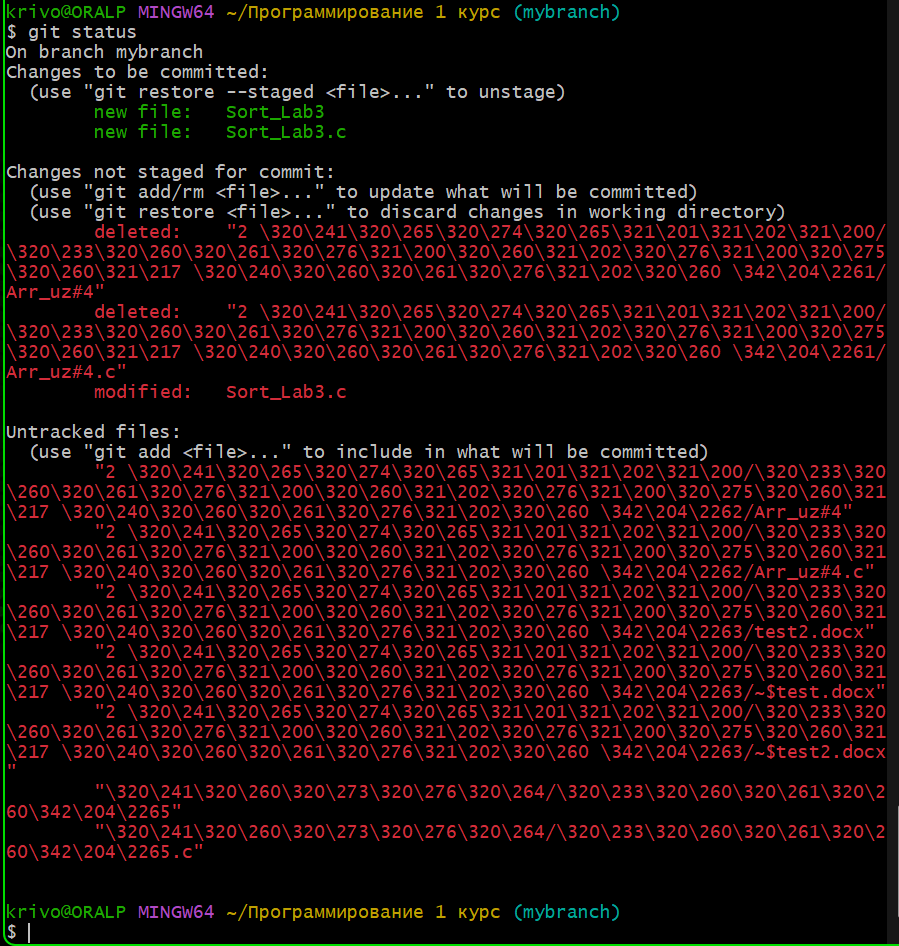 krivo@ORALP MINGW64 ~/Программирование 1 курс (mybranch)
$ git status
On branch mybranch
Changes to be committed:
  (use "git restore --staged <file>..." to unstage)
        new file:   Sort_Lab3
        new file:   Sort_Lab3.c

Changes not staged for commit:
  (use "git add/rm <file>..." to update what will be committed)
  (use "git restore <file>..." to discard changes in working directory)
        deleted:    "2 \320\241\320\265\320\274\320\265\321\201\321\202\321\200/
\320\233\320\260\320\261\320\276\321\200\320\260\321\202\320\276\321\200\320\275
\320\260\321\217 \320\240\320\260\320\261\320\276\321\202\320\260 \342\204\2261/
Arr_uz#4"
        deleted:    "2 \320\241\320\265\320\274\320\265\321\201\321\202\321\200/
\320\233\320\260\320\261\320\276\321\200\320\260\321\202\320\276\321\200\320\275
\320\260\321\217 \320\240\320\260\320\261\320\276\321\202\320\260 \342\204\2261/
Arr_uz#4.c"
        modified:   Sort_Lab3.c

Untracked files:
  (use "git add <file>..." to include in what will be committed)
        "2 \320\241\320\265\320\274\320\265\321\201\321\202\321\200/\320\233\320
\260\320\261\320\276\321\200\320\260\321\202\320\276\321\200\320\275\320\260\321
\217 \320\240\320\260\320\261\320\276\321\202\320\260 \342\204\2262/Arr_uz#4"
        "2 \320\241\320\265\320\274\320\265\321\201\321\202\321\200/\320\233\320
\260\320\261\320\276\321\200\320\260\321\202\320\276\321\200\320\275\320\260\321
\217 \320\240\320\260\320\261\320\276\321\202\320\260 \342\204\2262/Arr_uz#4.c"
        "2 \320\241\320\265\320\274\320\265\321\201\321\202\321\200/\320\233\320
\260\320\261\320\276\321\200\320\260\321\202\320\276\321\200\320\275\320\260\321
\217 \320\240\320\260\320\261\320\276\321\202\320\260 \342\204\2263/test2.docx"
        "2 \320\241\320\265\320\274\320\265\321\201\321\202\321\200/\320\233\320
\260\320\261\320\276\321\200\320\260\321\202\320\276\321\200\320\275\320\260\321
\217 \320\240\320\260\320\261\320\276\321\202\320\260 \342\204\2263/~$test.docx"
        "2 \320\241\320\265\320\274\320\265\321\201\321\202\321\200/\320\233\320
\260\320\261\320\276\321\200\320\260\321\202\320\276\321\200\320\275\320\260\321
\217 \320\240\320\260\320\261\320\276\321\202\320\260 \342\204\2263/~$test2.docx
"
        "\320\241\320\260\320\273\320\276\320\264/\320\233\320\260\320\261\320\2
60\342\204\2265"
        "\320\241\320\260\320\273\320\276\320\264/\320\233\320\260\320\261\320\2
60\342\204\2265.c"

krivo@ORALP MINGW64 ~/Программирование 1 курс (mybranch)
$